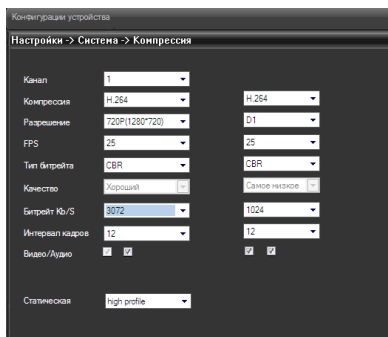 Конфигурации устройства
Настройки -> Система -> Компрессия
Канал 1
Компрессия H.264 H.264
Разрешение 720P(1280*720) D1
FPS 25 25
Тип битрейта CBR CBR
Качество Хороший Самое низкое
Битрейт Kb/S 3072 1024
Интервал кадров 12 12
Видео/Аудио
Статическая high profile